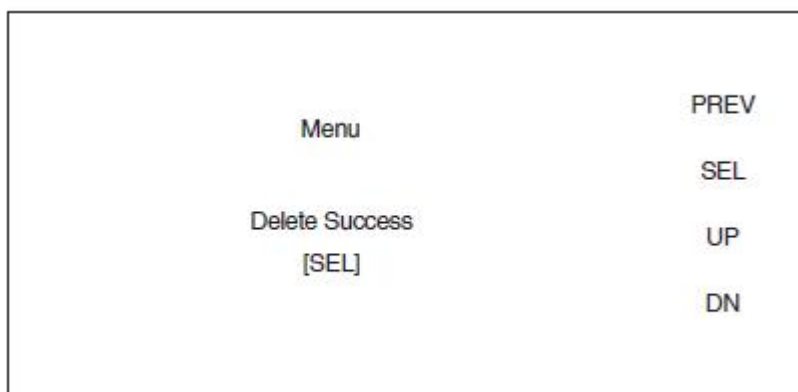 Menu
Delete Success
[SEL]
PREV
SEL
UP
DN